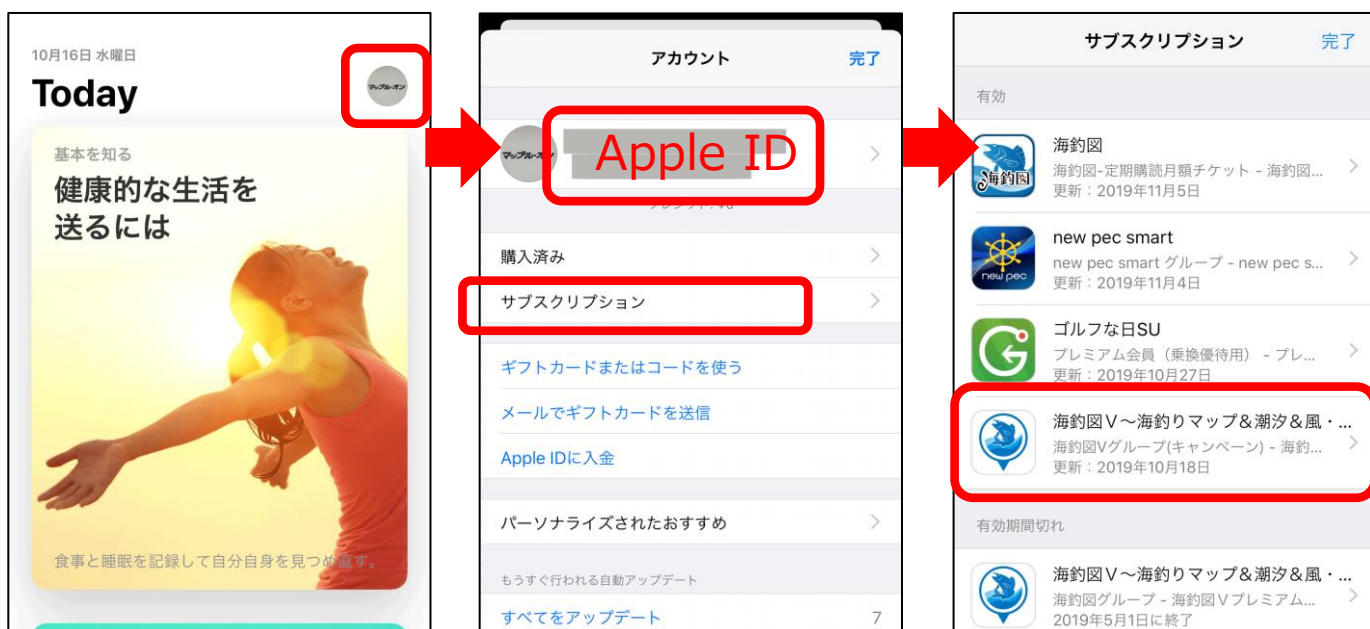 10月16日 水曜日
Today
マップル・オン
基本を知る
健康的な生活を
送るには
食事と睡眠を記録して自分自身を見つめ直す。
アカウント
完了
マップル・オン
Apple ID
購入済み
サブスクリプション
ギフトカードまたはコードを使う
メールでギフトカードを送信
Apple IDに入金
パーソナライズされたおすすめ
もうすぐ行われる自動アップデート
すべてをアップデート
7
サブスクリプション
完了
有効
海釣図
海釣図
海釣図-定期購読月額チケット - 海釣図...
更新：2019年11月5日
new pec
new pec smart
new pec smart グループ - new pec s...
更新：2019年11月4日
ゴルフな日SU
プレミアム会員（乗換優待用） - プレ...
更新：2019年10月27日
海釣図Ｖ～海釣りマップ＆潮汐＆風・...
海釣図Vグループ(キャンペーン) - 海釣...
更新：2019年10月18日
有効期間切れ
海釣図Ｖ～海釣りマップ＆潮汐＆風・...
海釣図グループ - 海釣図Ｖプレミアム...
2019年5月1日に終了